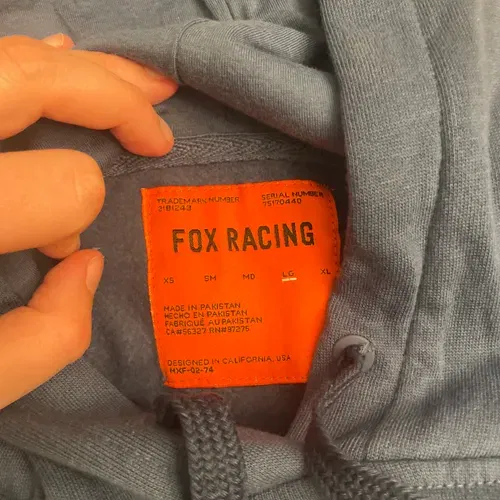 TRADEMARK NUMBER
2191243
SERIAL NUMBER
75170440
FOX RACING
XS SM MD LG XL
MADE IN PAKISTAN
HECHO EN PAKISTAN
FABRIQUÉ AU PAKISTAN
CA#56327 RN#97275
DESIGNED IN CALIFORNIA, USA
MXF-02-74